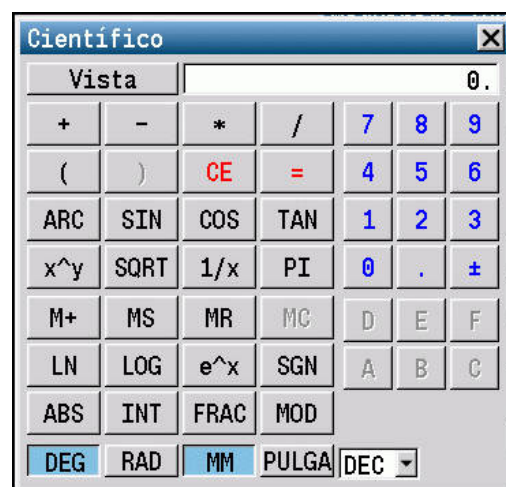 Científico
Vista 0.
+ - * / 7 8 9
( ) CE = 4 5 6
ARC SIN COS TAN 1 2 3
x^y SQRT 1/x PI 0 . ±
M+ MS MR MC D E F
LN LOG e^x SGN A B C
ABS INT FRAC MOD
DEG RAD MM PULGA DEC